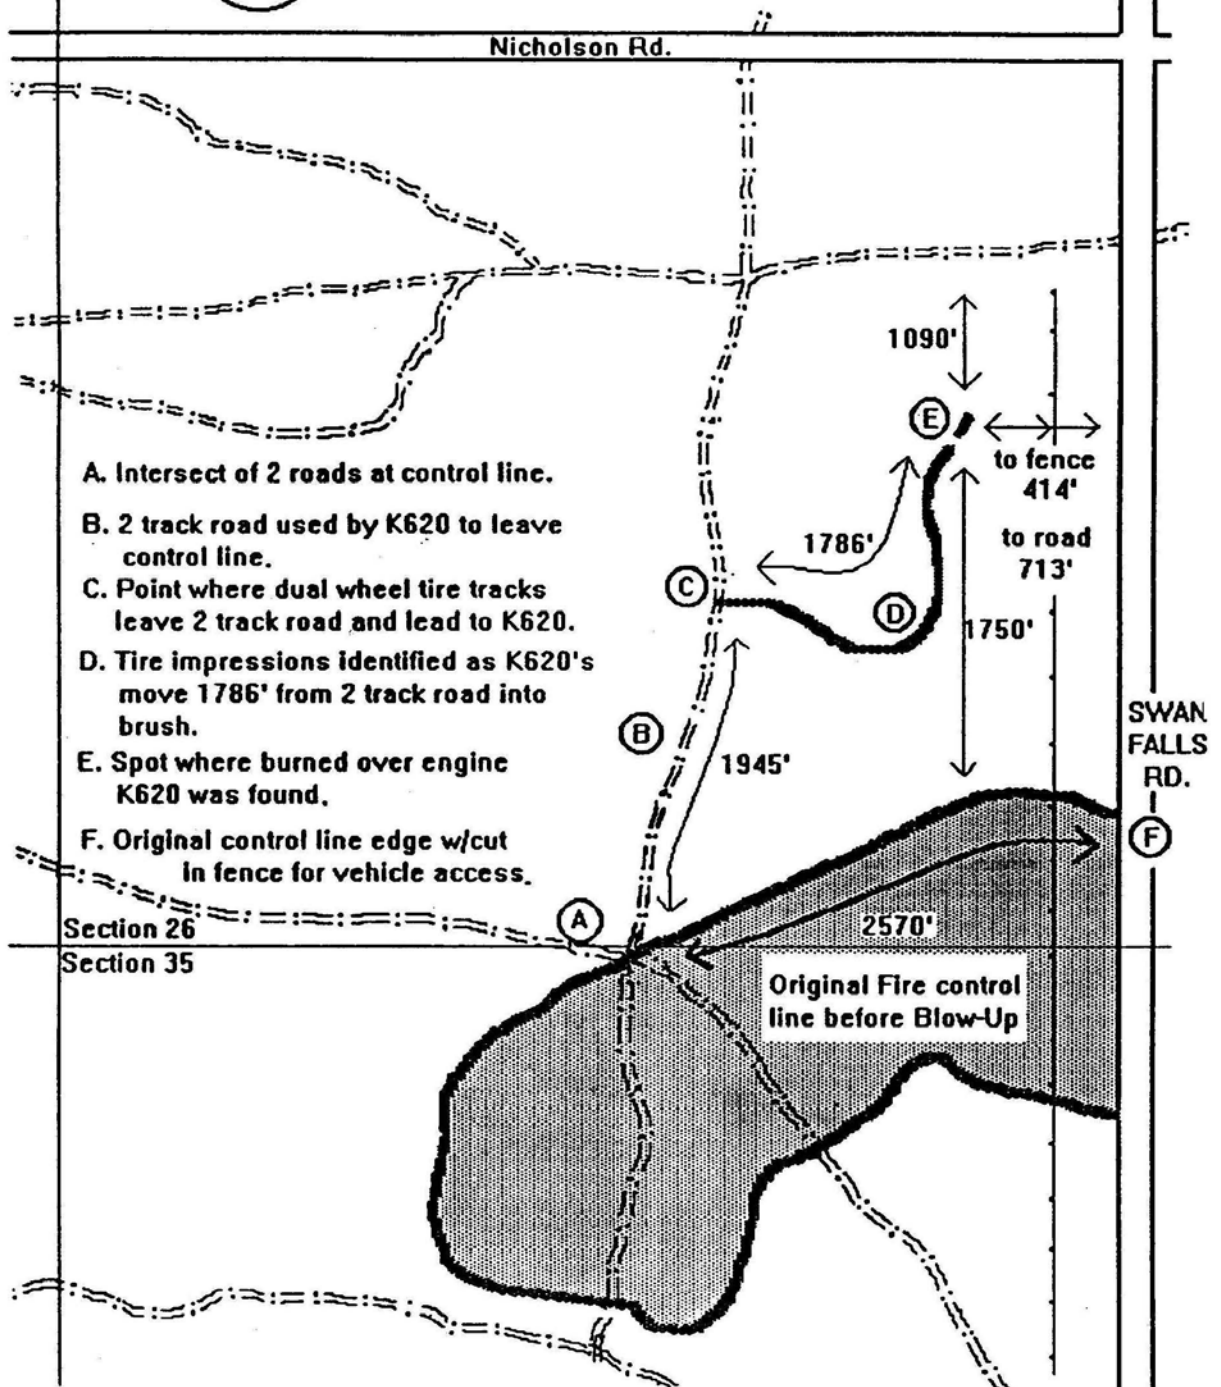 Nicholson Rd.
1090'
E
to fence
414'
A. Intersect of 2 roads at control line.
B. 2 track road used by K620 to leave
control line.
to road
713'
1786'
C
D
C. Point where dual wheel tire tracks
leave 2 track road and lead to K620.
1750'
D. Tire impressions identified as K620's
move 1786' from 2 track road into
brush.
B
SWAN
FALLS
RD.
E. Spot where burned over engine
K620 was found.
1945'
F. Original control line edge w/cut
in fence for vehicle access.
F
A
2570'
Section 26
Section 35
Original Fire control
line before Blow-Up